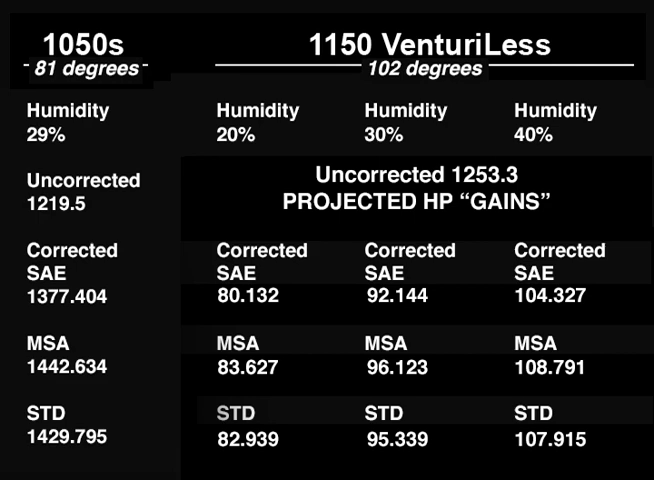 1050s
81 degrees
1150 VenturiLess
102 degrees
Humidity
29%
Humidity
20%
Humidity
30%
Humidity
40%
Uncorrected
1219.5
Uncorrected 1253.3
PROJECTED HP “GAINS”
Corrected
SAE
1377.404
Corrected
SAE
80.132
Corrected
SAE
92.144
Corrected
SAE
104.327
MSA
1442.634
MSA
83.627
MSA
96.123
MSA
108.791
STD
1429.795
STD
82.939
STD
95.339
STD
107.915